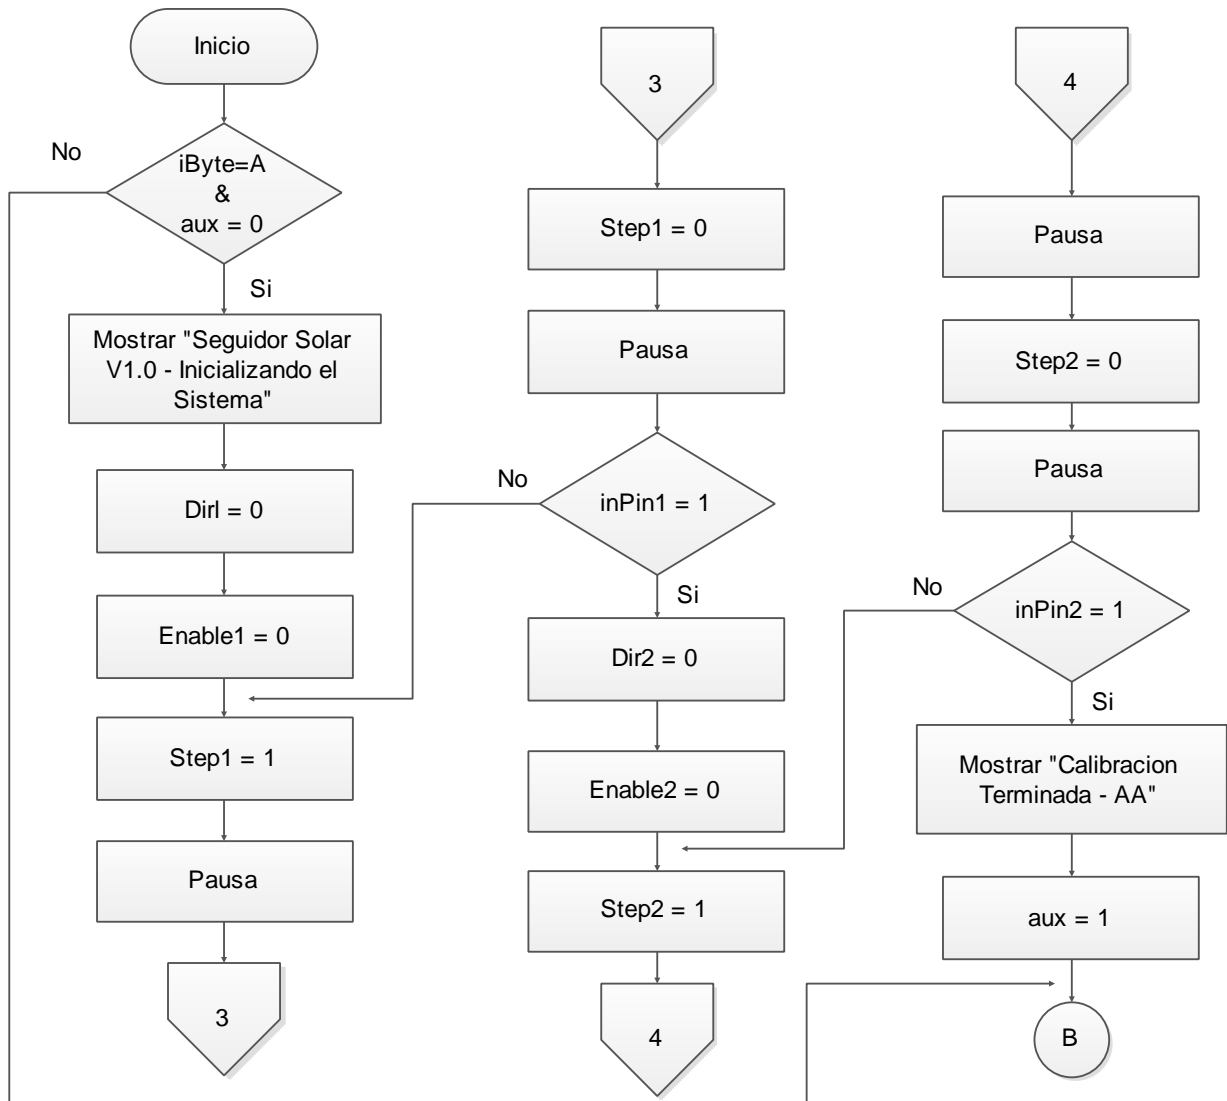 Inicio
No
iByte=A
&
aux = 0
Si
Mostrar "Seguidor Solar
V1.0 - Inicializando el
Sistema"
Dirl = 0
Enable1 = 0
Step1 = 1
Pausa
3
3
Step1 = 0
Pausa
No
inPin1 = 1
Si
Dir2 = 0
Enable2 = 0
Step2 = 1
4
4
Pausa
Step2 = 0
Pausa
No
inPin2 = 1
Si
Mostrar "Calibracion
Terminada - AA"
aux = 1
B